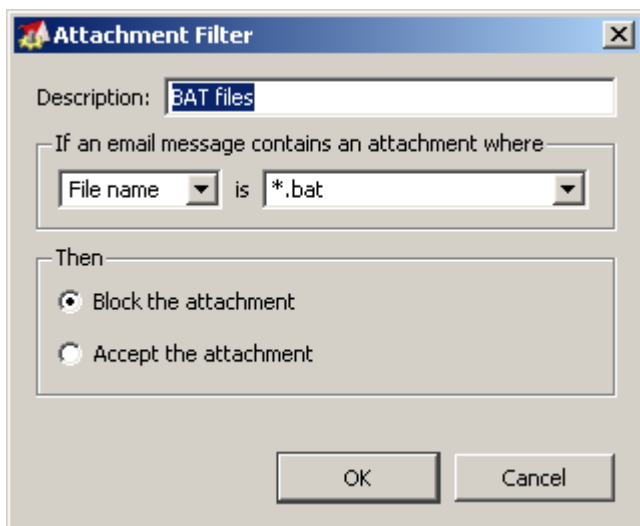 Attachment Filter
Description: BAT files
If an email message contains an attachment where
File name is *.bat
Then
Block the attachment
Accept the attachment
OK Cancel